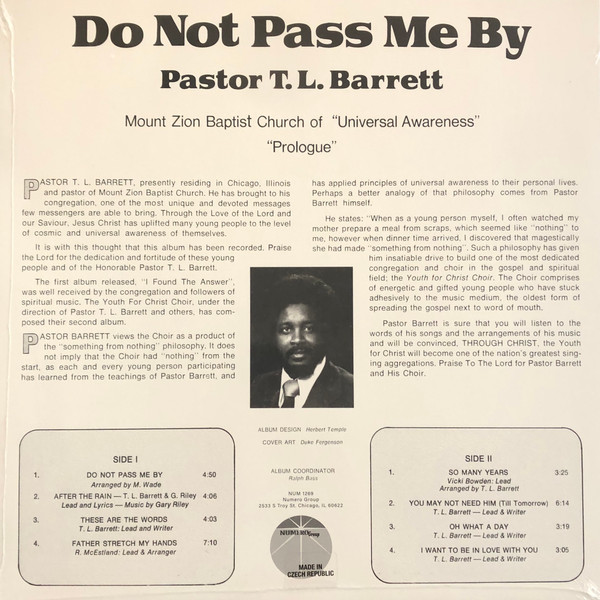 Do Not Pass Me By
Pastor T. L. Barrett
Mount Zion Baptist Church of "Universal Awareness"
"Prologue"
PASTOR T. L. BARRETT, presently residing in Chicago, Illinois
and pastor of Mount Zion Baptist Church. He has brought to his
congregation, one of the most unique and devoted messages
few messengers are able to bring. Through the Love of the Lord and
our Saviour, Jesus Christ has uplifted many young people to the level
of cosmic and universal awareness of themselves.
It is with this thought that this album has been recorded. Praise
the Lord for the dedication and fortitude of these young
people and of the Honorable Pastor T. L. Barrett.
The first album released, "I Found The Answer",
was well received by the congregation and followers of
spiritual music. The Youth For Christ Choir, under the
direction of Pastor T. L. Barrett and others, has com-
posed their second album.
PASTOR BARRETT views the Choir as a product of
the "something from nothing" philosophy. It does
not imply that the Choir had "nothing" from the
start, as each and every young person participating
has learned from the teachings of Pastor Barrett, and
has applied principles of universal awareness to their personal lives.
Perhaps a better analogy of that philosophy comes from Pastor
Barrett himself.
He states: "When as a young person myself, I often watched my
mother prepare a meal from scraps, which seemed like "nothing" to
me, however when dinner time arrived, I discovered that magestically
she had made "something from nothing". Such a philosophy has given
him insatiable drive to build one of the most dedicated
congregation and choir in the gospel and spiritual
field; the Youth for Christ Choir. The Choir comprises
of energetic and gifted young people who have stuck
adhesively to the music medium, the oldest form of
spreading the gospel next to word of mouth.
Pastor Barrett is sure that you will listen to the
words of his songs and the arrangements of his music
and will be convinced, THROUGH CHRIST, the Youth
for Christ will become one of the nation's greatest sing-
ing aggregations. Praise To The Lord for Pastor Barrett
and His Choir.
ALBUM DESIGN Herbert Temple
COVER ART Duke Fergenson
ALBUM COORDINATOR
Ralph Bass
NUM 1269
Numero Group
2533 S Troy St. Chicago, IL 60622
NUMEROGroup
MADE IN
CZECH REPUBLIC
SIDE I
1. DO NOT PASS ME BY 4:50
Arranged by M. Wade
2. AFTER THE RAIN — T. L. Barrett & G. Riley 4:06
Lead and Lyrics — Music by Gary Riley
3. THESE ARE THE WORDS 4:03
T. L. Barrett: Lead and Writer
4. FATHER STRETCH MY HANDS 7:10
R. McEstlend: Lead & Arranger
SIDE II
1. SO MANY YEARS 3:25
Vicki Bowden: Lead
Arranged by T. L. Barrett
2. YOU MAY NOT NEED HIM (Till Tomorrow) 6:14
T. L. Barrett — Lead & Writer
3. OH WHAT A DAY 3:19
T. L. Barrett — Lead & Writer
4. I WANT TO BE IN LOVE WITH YOU 3:05
T. L. Barrett — Lead & Writer